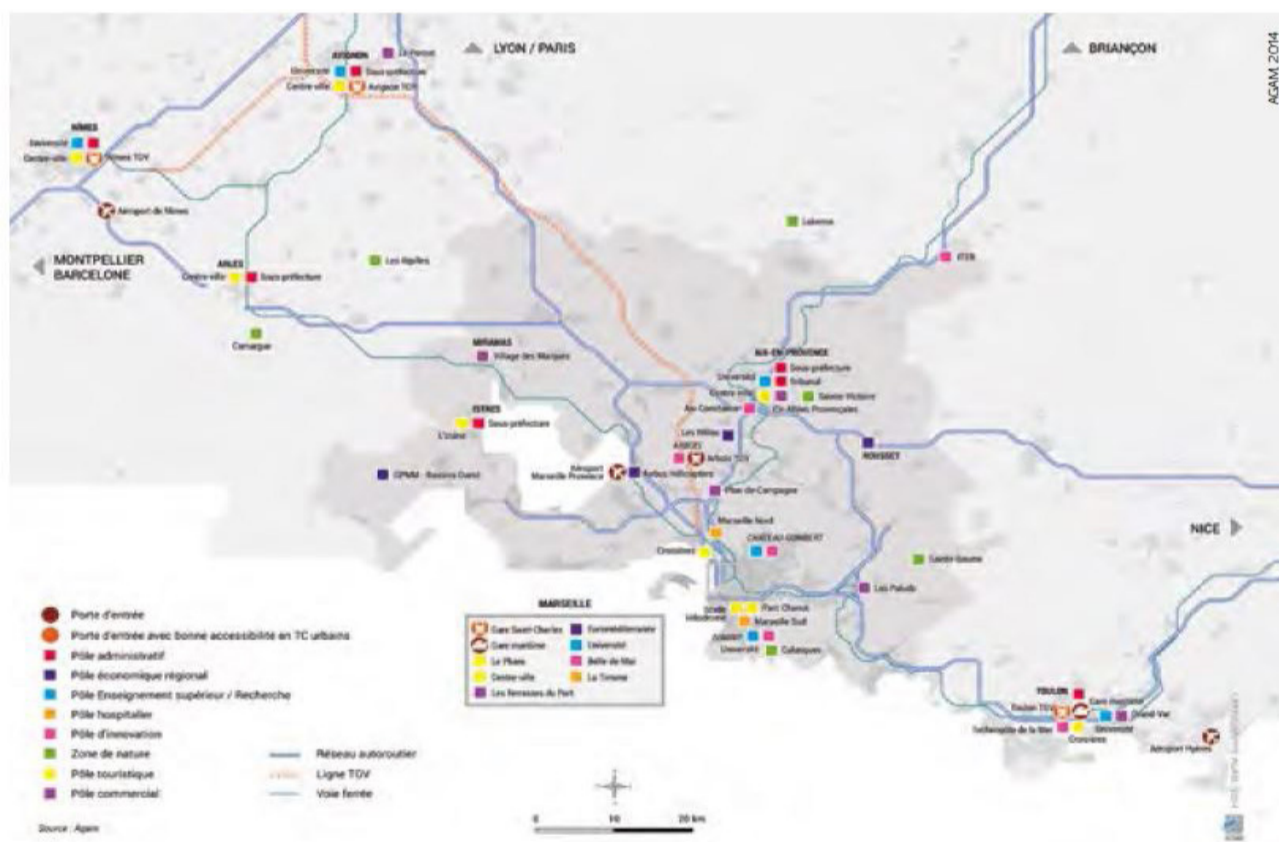 AGAM 2014
LYON / PARIS
BRIANÇON
AVIGNON
Le Pontet
Université
Sous-préfecture
Centre-ville
Avignon TGV
NÎMES
Université
Centre-ville
Nîmes TGV
Aéroport de Nîmes
MONTPELLIER
BARCELONE
ARLES
Centre-ville
Sous-préfecture
Les Alpilles
Luberon
ITER
Camargue
MIRAMAS
Village des Marques
AIX-EN-PROVENCE
Sous-préfecture
Université
Tribunal
Centre-ville
Sainte-Victoire
ISTRES
Sous-préfecture
Les Milles
ROUSSET
Arbois TGV
GPMM - Bassins Ouest
Aéroport
Marseille Provence
Airbus Hélicoptère
Plan-de-Campagne
Marseille Nord
CHÂTEAU-GOMBERT
Croisières
NICE
Sainte-Baume
Les Paluds
Stade
Vélodrome
Parc Chanot
Marseille Sud
LUMINY
Université
Calanques
TOULON
Toulon TGV
Gare maritime
Grand Var
Technopôle de la Mer
Université
Croisières
Aéroport Hyères
MARSEILLE
Gare Saint-Charles
Euroméditerranée
Gare maritime
Université
Le Pharo
Belle de Mai
Centre-ville
La Timone
Les Terrasses du Port
Porte d'entrée
Porte d'entrée avec bonne accessibilité en TC urbains
Pôle administratif
Pôle économique régional
Pôle Enseignement supérieur / Recherche
Pôle hospitalier
Pôle d'innovation
Zone de nature
Pôle touristique
Pôle commercial
Réseau autoroutier
Ligne TGV
Voie ferrée
Source : Agam
0 10 20 km